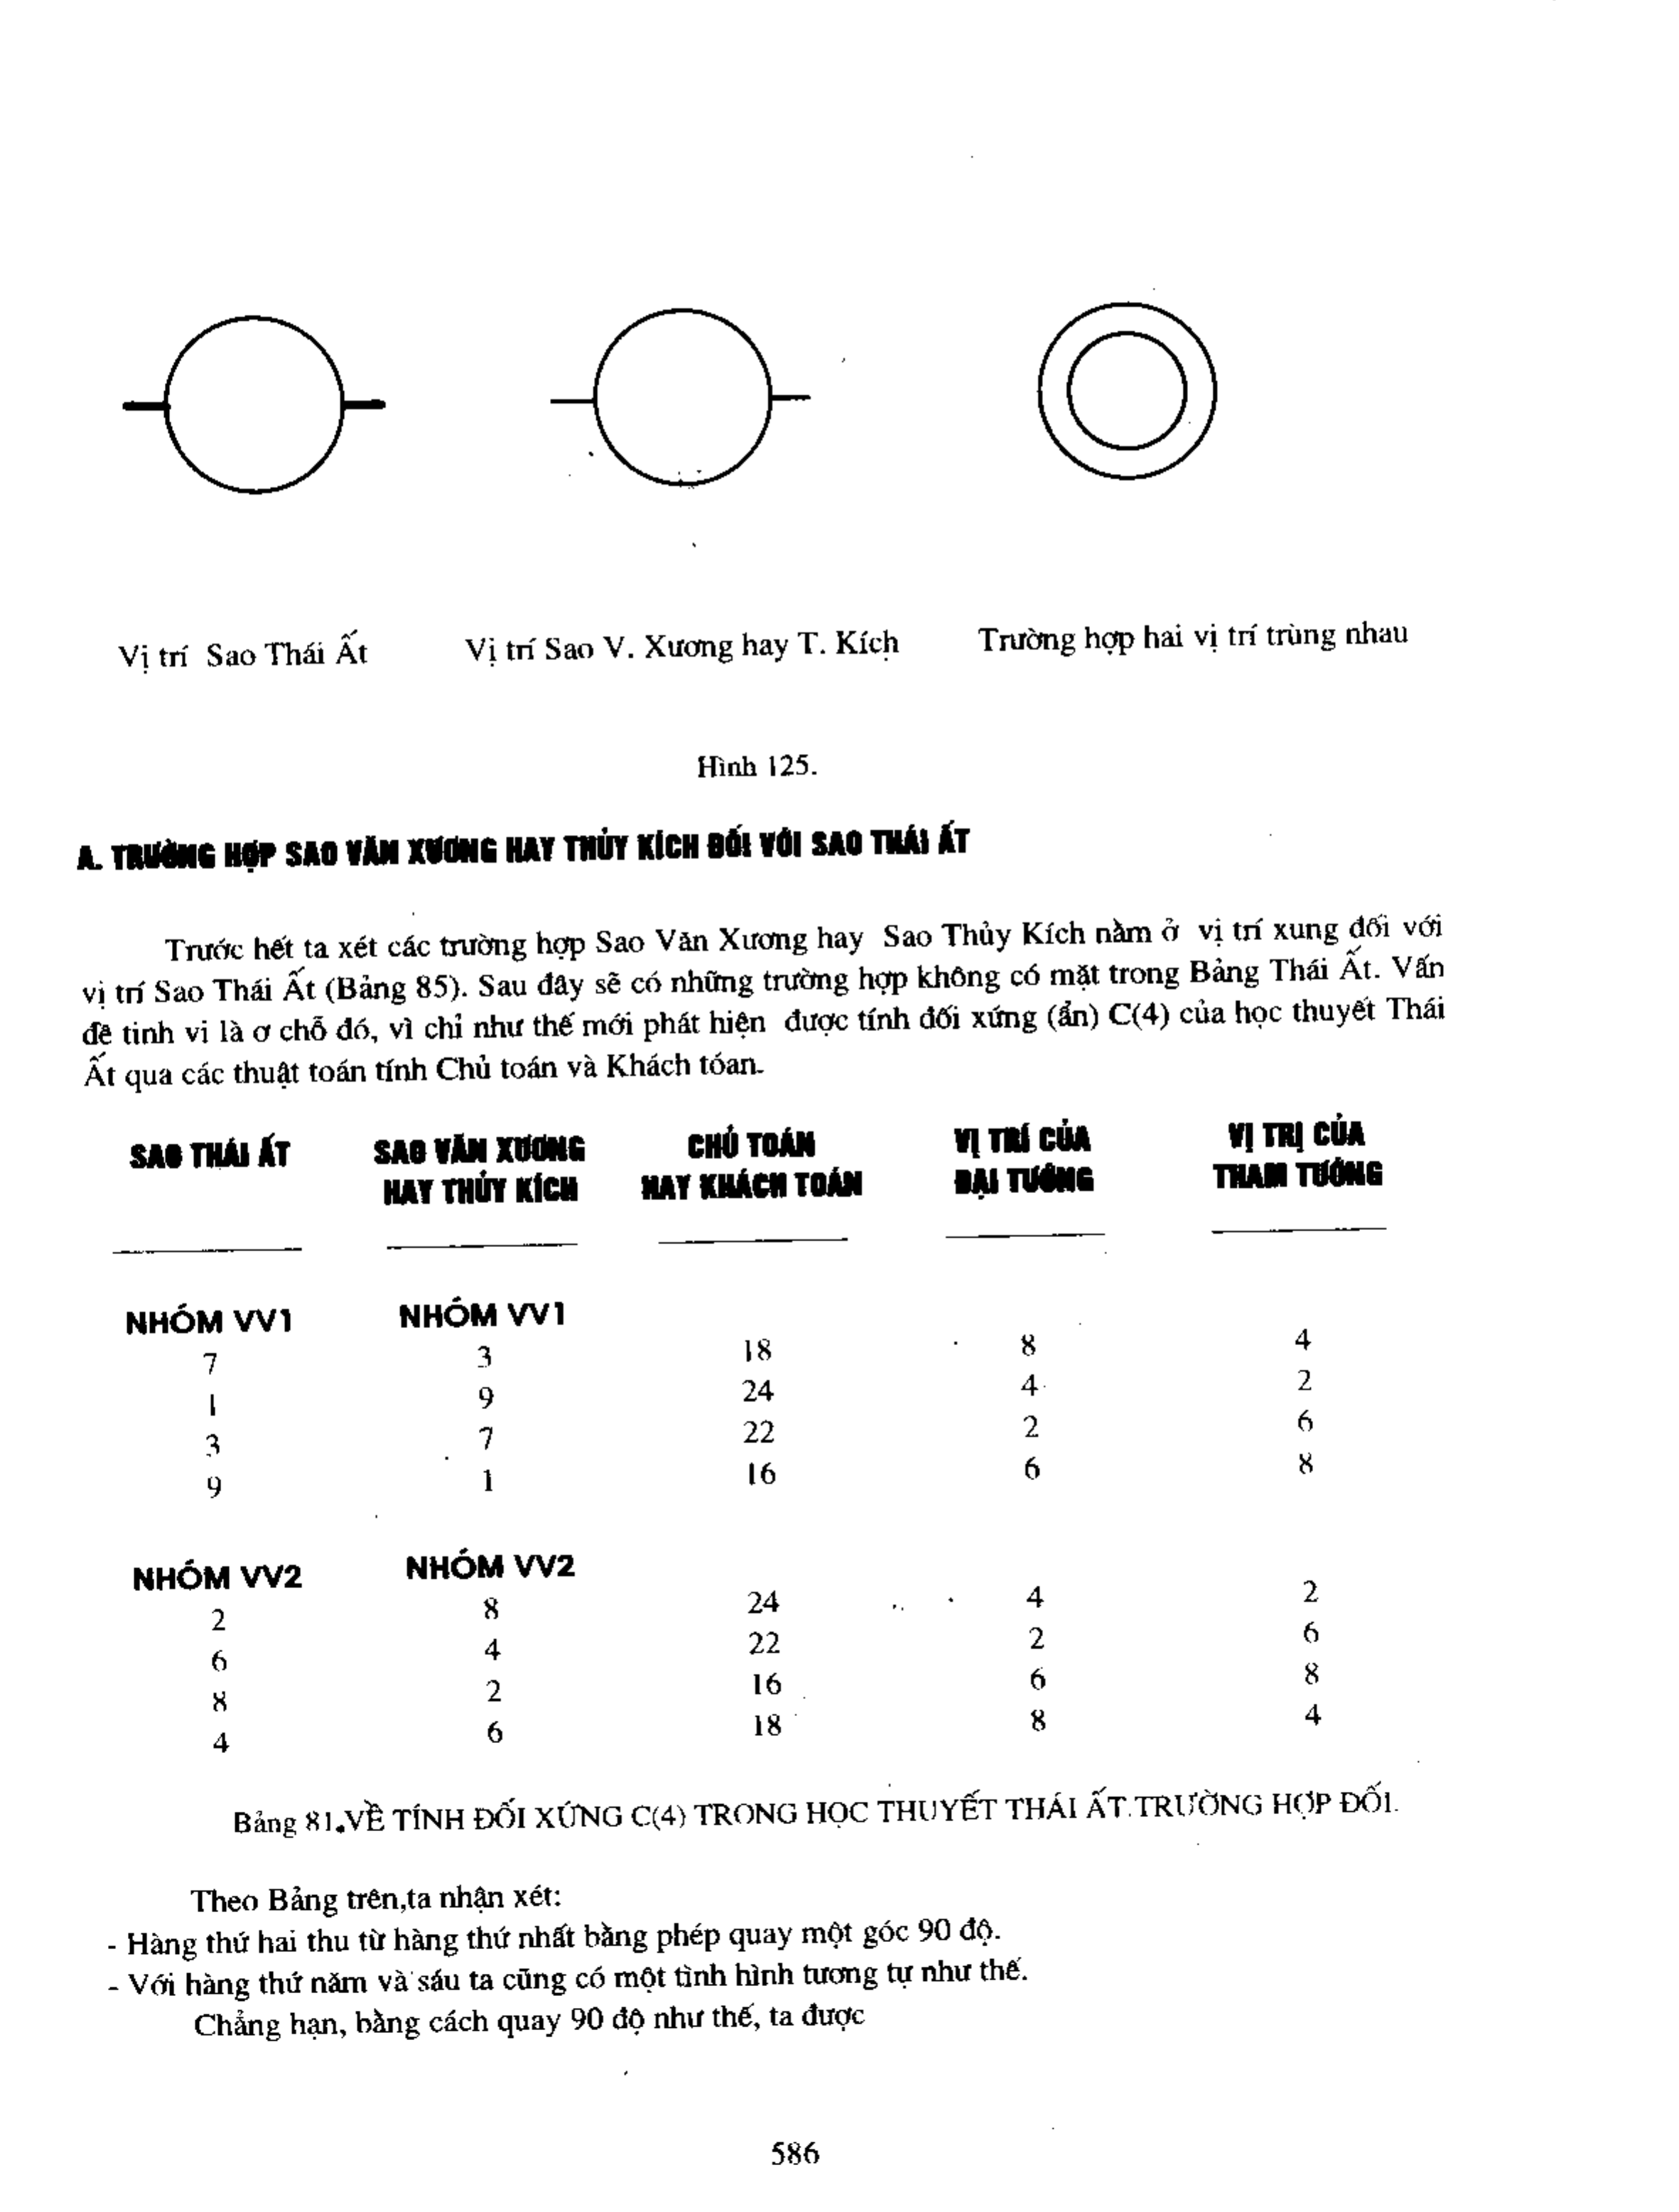 Vị trí Sao Thái Ất Vị trí Sao V. Xương hay T. Kích Trường hợp hai vị trí trùng nhau
Hình 125.
A. TRƯỜNG HỢP SAO VĂN XƯƠNG HAY THỦY KÍCH ĐỐI VỚI SAO THÁI ẤT
Trước hết ta xét các trường hợp Sao Văn Xương hay Sao Thủy Kích nằm ở vị trí xung đối với
vị trí Sao Thái Ất (Bảng 85). Sau đây sẽ có những trường hợp không có mặt trong Bảng Thái Ất. Vấn
đề tinh vi là ơ chỗ đó, vì chỉ như thế mới phát hiện được tính đối xứng (ẩn) C(4) của học thuyết Thái
Ất qua các thuật toán tính Chủ toán và Khách tóan.
SAO THÁI ẤT SAO VĂN XƯƠNG CHỦ TOÁN VỊ TRÍ CỦA VỊ TRỊ CỦA
HAY THỦY KÍCH HAY KHÁCH TOÁN ĐẠI TƯỚNG THAM TƯỚNG
NHÓM VV1 NHÓM VV1
7 3 18 8 4
1 9 24 4 2
3 7 22 2 6
9 1 16 6 8
NHÓM VV2 NHÓM VV2
2 8 24 4 2
6 4 22 2 6
8 2 16 6 8
4 6 18 8 4
Bảng 81.VỀ TÍNH ĐỐI XỨNG C(4) TRONG HỌC THUYẾT THÁI ẤT.TRƯỜNG HỢP ĐỐI.
Theo Bảng trên,ta nhận xét:
- Hàng thứ hai thu từ hàng thứ nhất bằng phép quay một góc 90 độ.
- Với hàng thứ năm và sáu ta cũng có một tình hình tương tự như thế.
Chẳng hạn, bằng cách quay 90 độ như thế, ta được
586